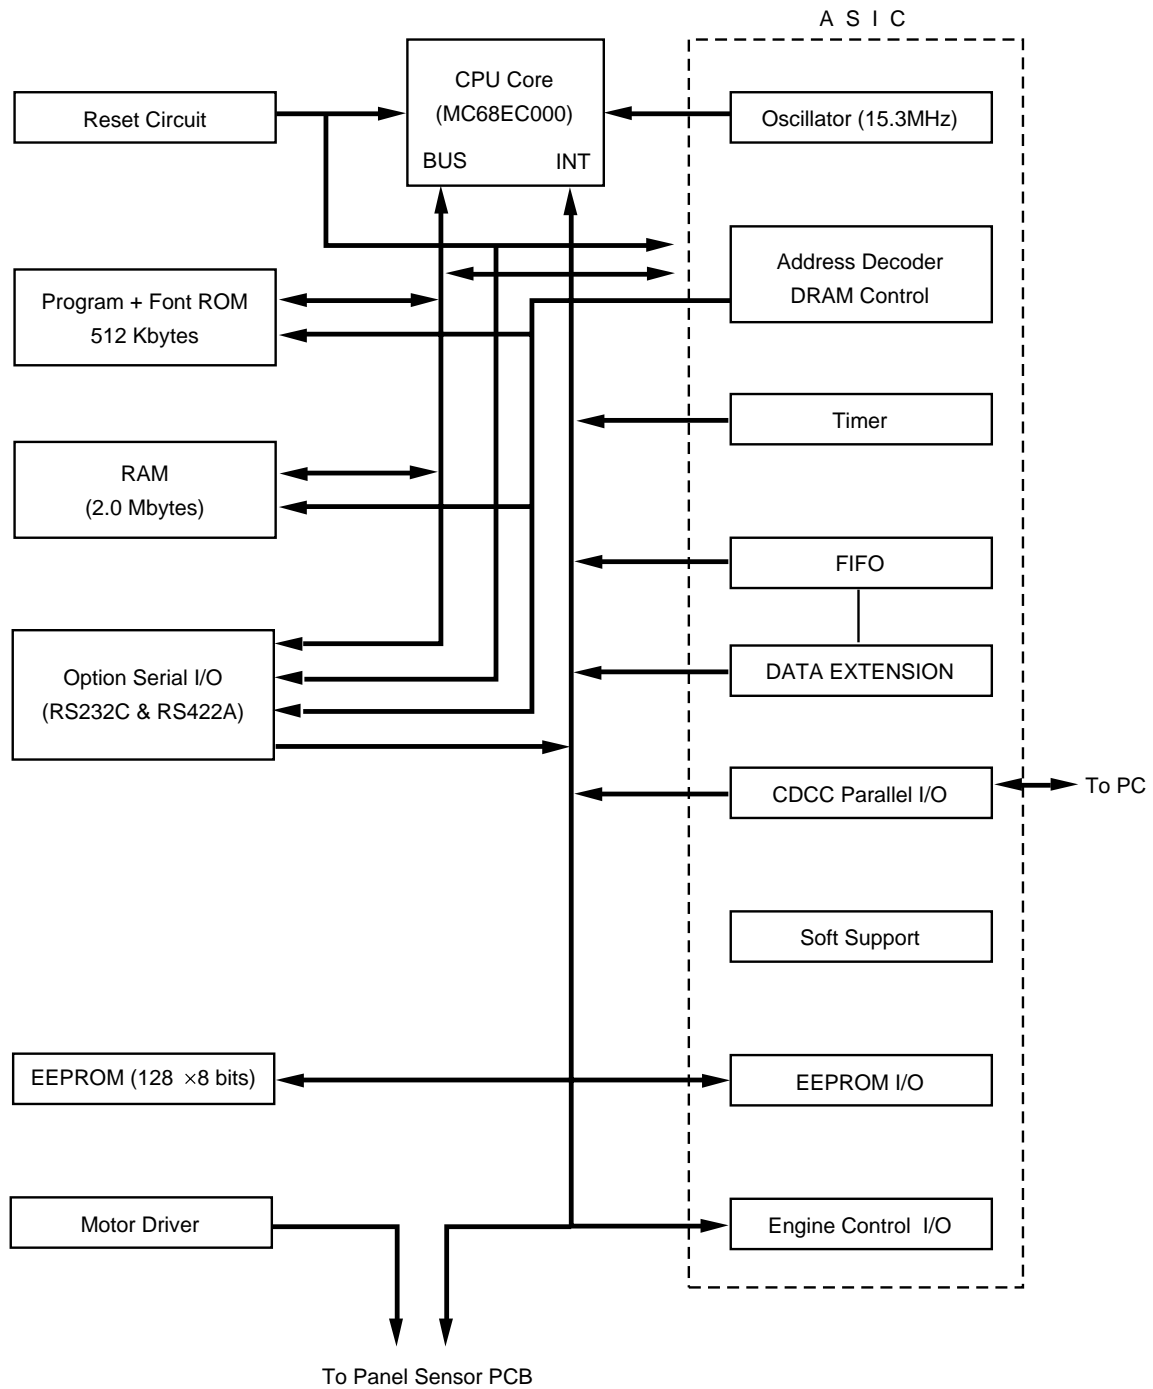 A S I C
CPU Core
(MC68EC000)
BUS INT
Reset Circuit
Oscillator (15.3MHz)
Address Decoder
DRAM Control
Program + Font ROM
512 Kbytes
Timer
RAM
(2.0 Mbytes)
FIFO
DATA EXTENSION
Option Serial I/O
(RS232C & RS422A)
CDCC Parallel I/O
To PC
Soft Support
EEPROM (128 ×8 bits)
EEPROM I/O
Motor Driver
Engine Control I/O
To Panel Sensor PCB